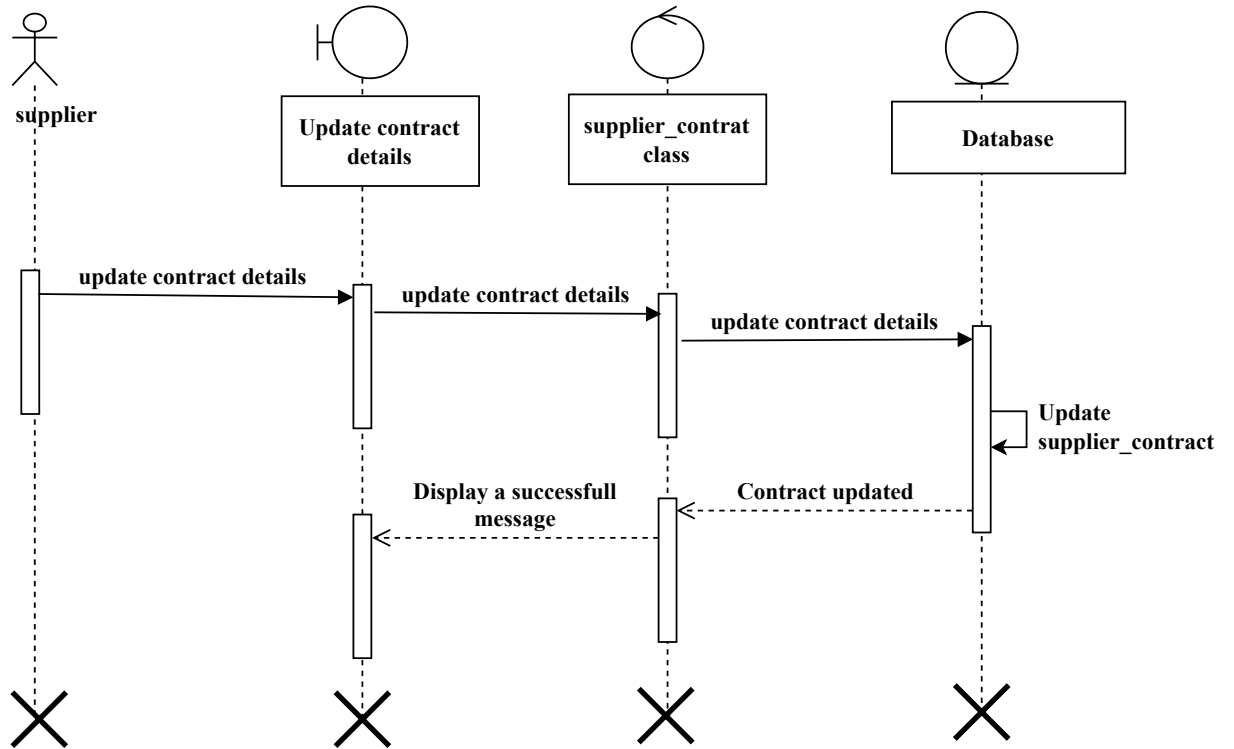 supplier
Update contract
details
supplier_contrat
class
Database
update contract details
update contract details
update contract details
Update
supplier_contract
Display a successfull
message
Contract updated